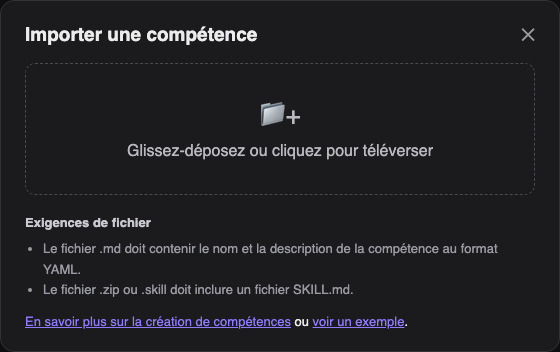 Importer une compétence
Glissez-déposez ou cliquez pour téléverser
Exigences de fichier
• Le fichier .md doit contenir le nom et la description de la compétence au format
YAML.
• Le fichier .zip ou .skill doit inclure un fichier SKILL.md.
En savoir plus sur la création de compétences ou voir un exemple.